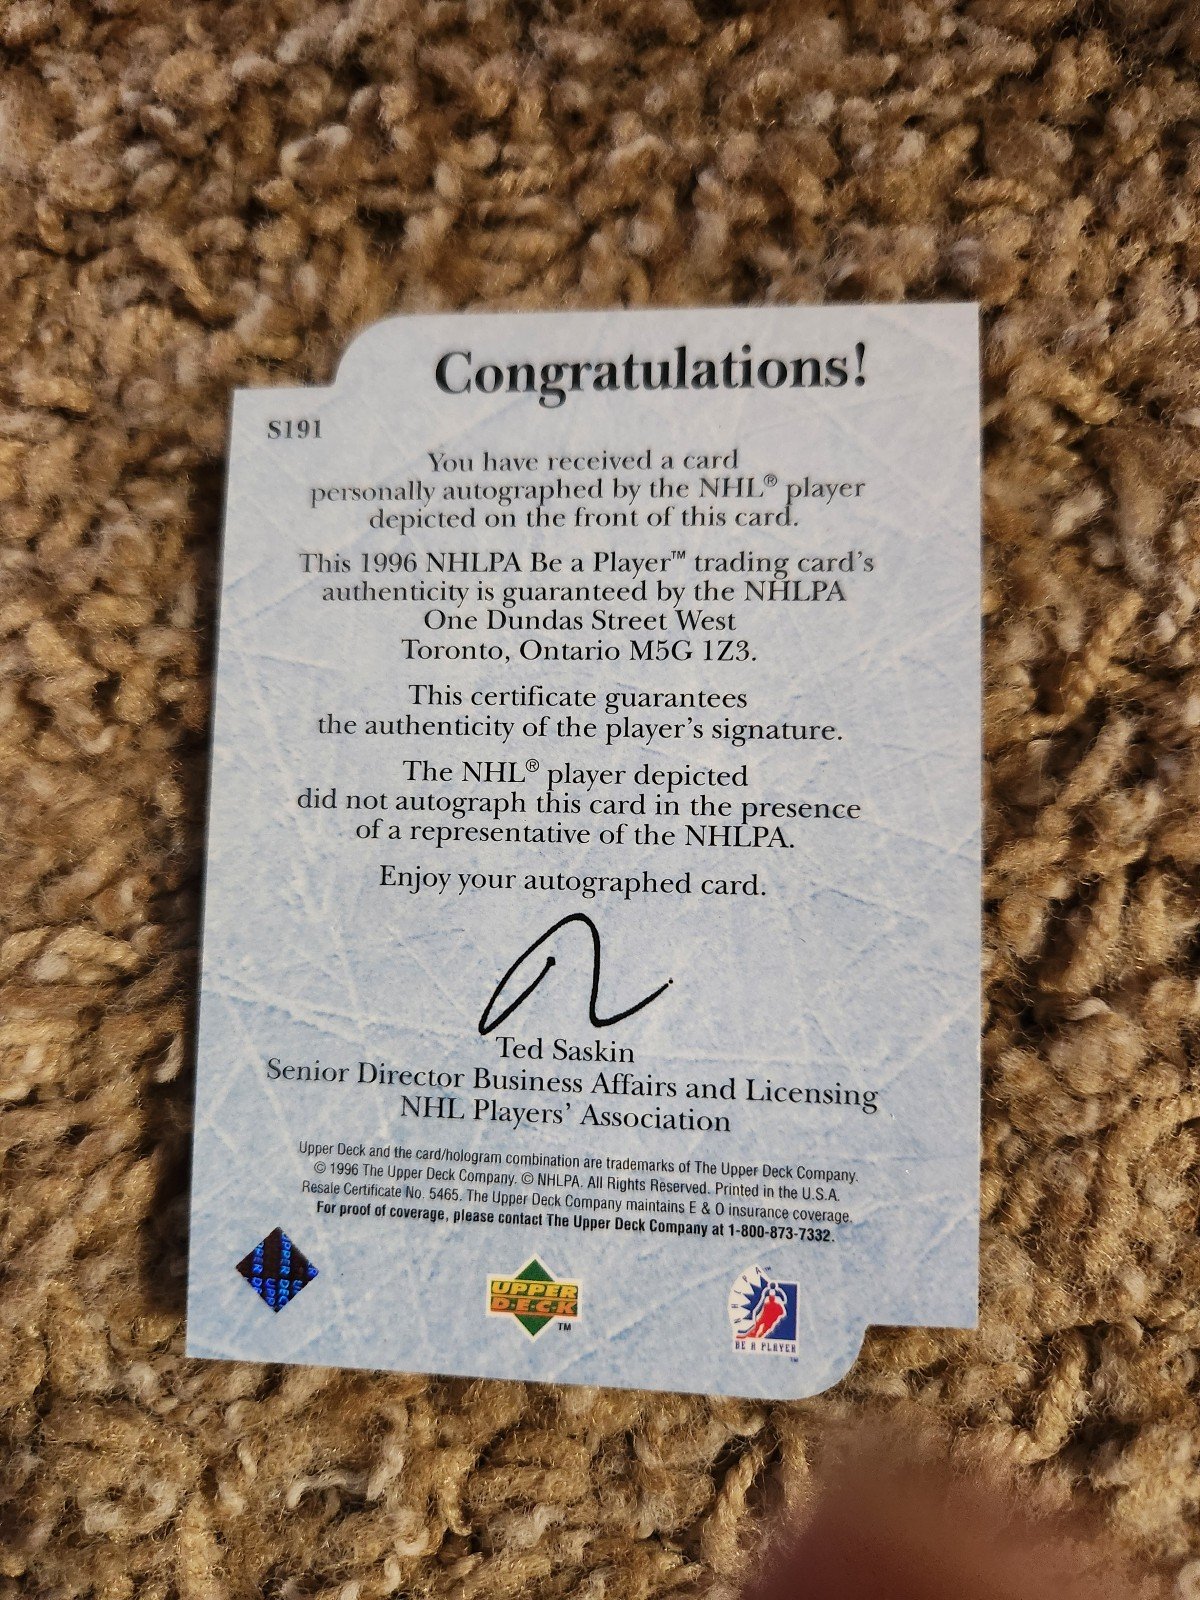 Congratulations!
S191
You have received a card
personally autographed by the NHL® player
depicted on the front of this card.
This 1996 NHLPA Be a Player™ trading card's
authenticity is guaranteed by the NHLPA
One Dundas Street West
Toronto, Ontario M5G 1Z3.
This certificate guarantees
the authenticity of the player's signature.
The NHL® player depicted
did not autograph this card in the presence
of a representative of the NHLPA.
Enjoy your autographed card.
Ted Saskin
Senior Director Business Affairs and Licensing
NHL Players' Association
Upper Deck and the card/hologram combination are trademarks of The Upper Deck Company.
© 1996 The Upper Deck Company. © NHLPA. All Rights Reserved. Printed in the U.S.A.
Resale Certificate No. 5465. The Upper Deck Company maintains E & O insurance coverage.
For proof of coverage, please contact The Upper Deck Company at 1-800-873-7332.
UPPER
DECK
™
NHLPA™
BE A PLAYER
™